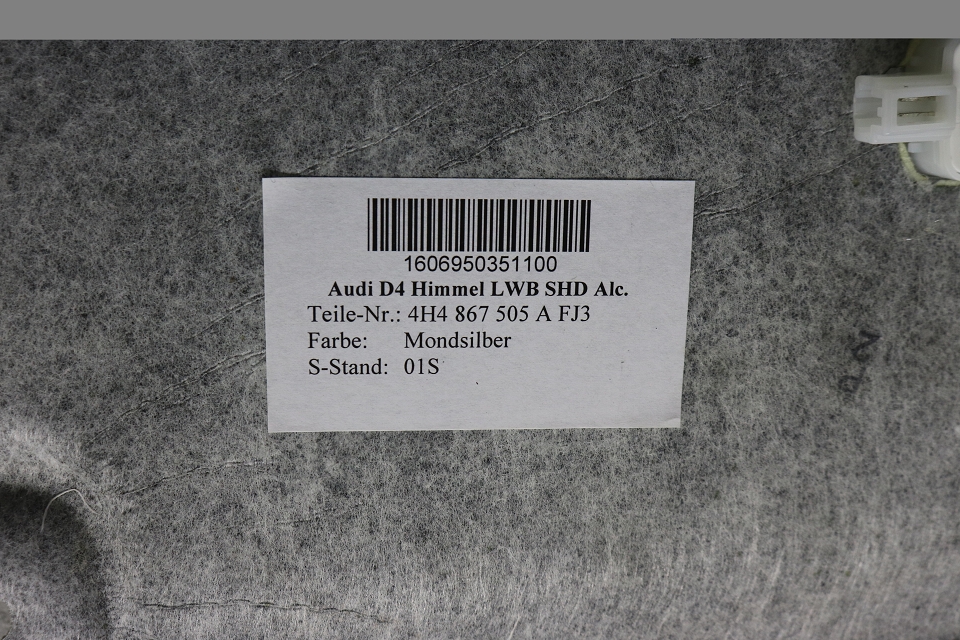 1606950351100
Audi D4 Himmel LWB SHD Alc.
Teile-Nr.: 4H4 867 505 A FJ3
Farbe: Mondsilber
S-Stand: 01S